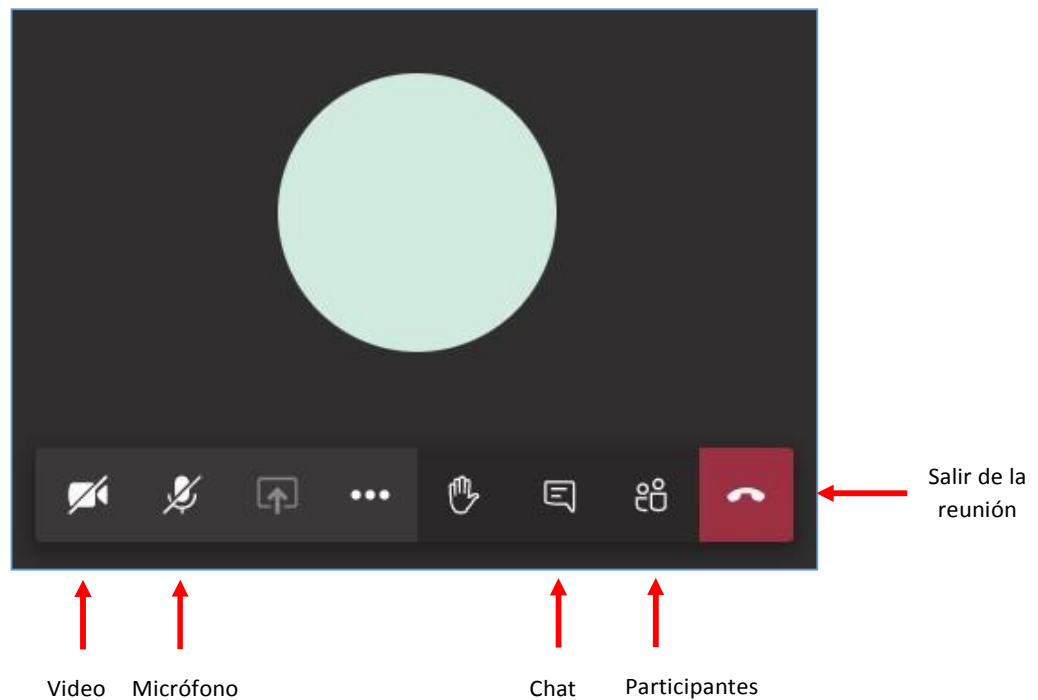 Salir de la
reunión
Video
Micrófono
Chat
Participantes